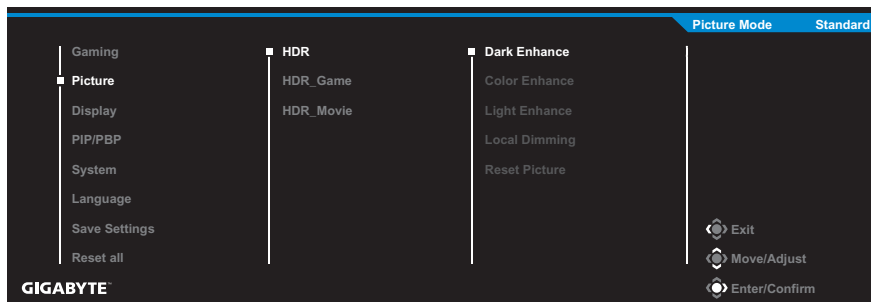 Picture Mode Standard
Gaming HDR Dark Enhance
Picture HDR_Game Color Enhance
Display HDR_Movie Light Enhance
PIP/PBP Local Dimming
System Reset Picture
Language
Save Settings Exit
Reset all Move/Adjust
GIGABYTE™ Enter/Confirm